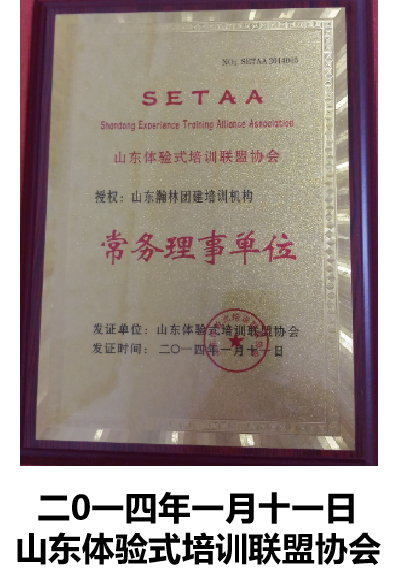 SETAA
Shandong Experience Training Alliance Association
山东体验式培训联盟协会
授权：山东瀚林团建培训机构
常务理事单位
发证单位：山东体验式培训联盟协会
发证时间：二〇一四年一月十一日
二0一四年一月十一日
山东体验式培训联盟协会